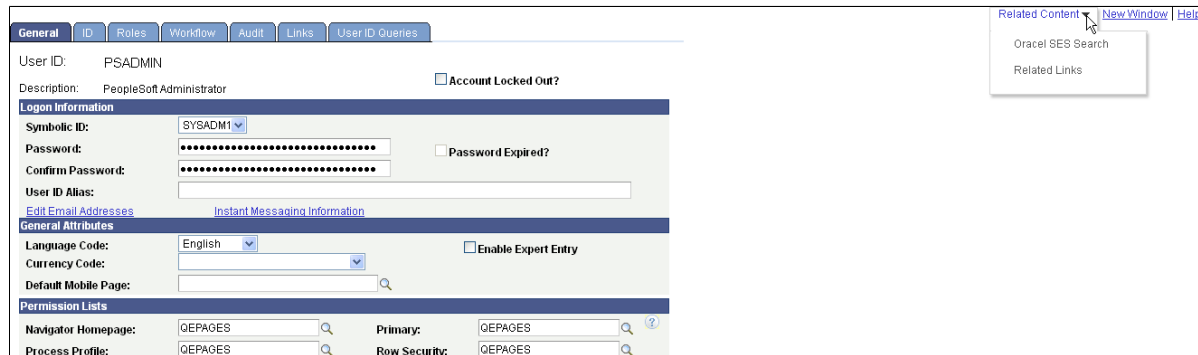 Related Content New Window | Help
General ID Roles Workflow Audit Links User ID Queries
Oracel SES Search
Related Links
User ID: PSADMIN
Account Locked Out?
Description: PeopleSoft Administrator
Logon Information
Symbolic ID: SYSADM1
Password: •••••••••••••••••••••••••••••••• Password Expired?
Confirm Password: ••••••••••••••••••••••••••••••••
User ID Alias:
Edit Email Addresses Instant Messaging Information
General Attributes
Language Code: English Enable Expert Entry
Currency Code:
Default Mobile Page:
Permission Lists
Navigator Homepage: QEPAGES Primary: QEPAGES ?
Process Profile: QEPAGES Row Security: QEPAGES